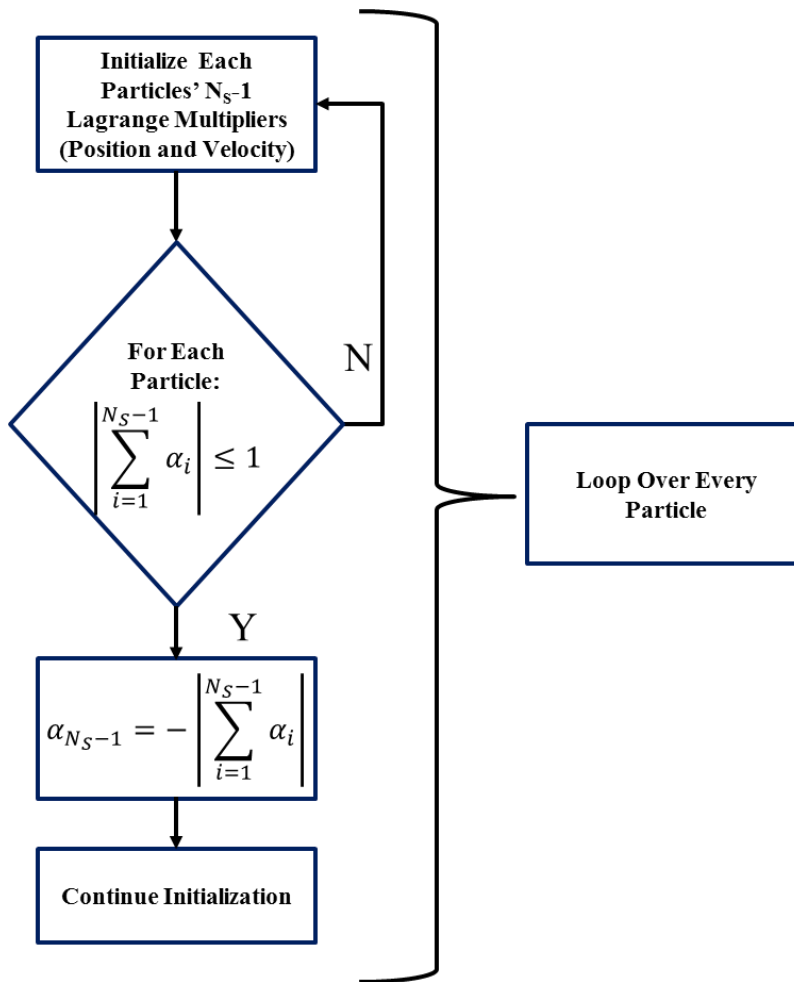 Initialize Each
Particles' N_S-1
Lagrange Multipliers
(Position and Velocity)
For Each
Particle:
|∑_{i=1}^{N_S-1} α_i| ≤ 1
N
Y
α_{N_S-1} = -|∑_{i=1}^{N_S-1} α_i|
Continue Initialization
Loop Over Every
Particle